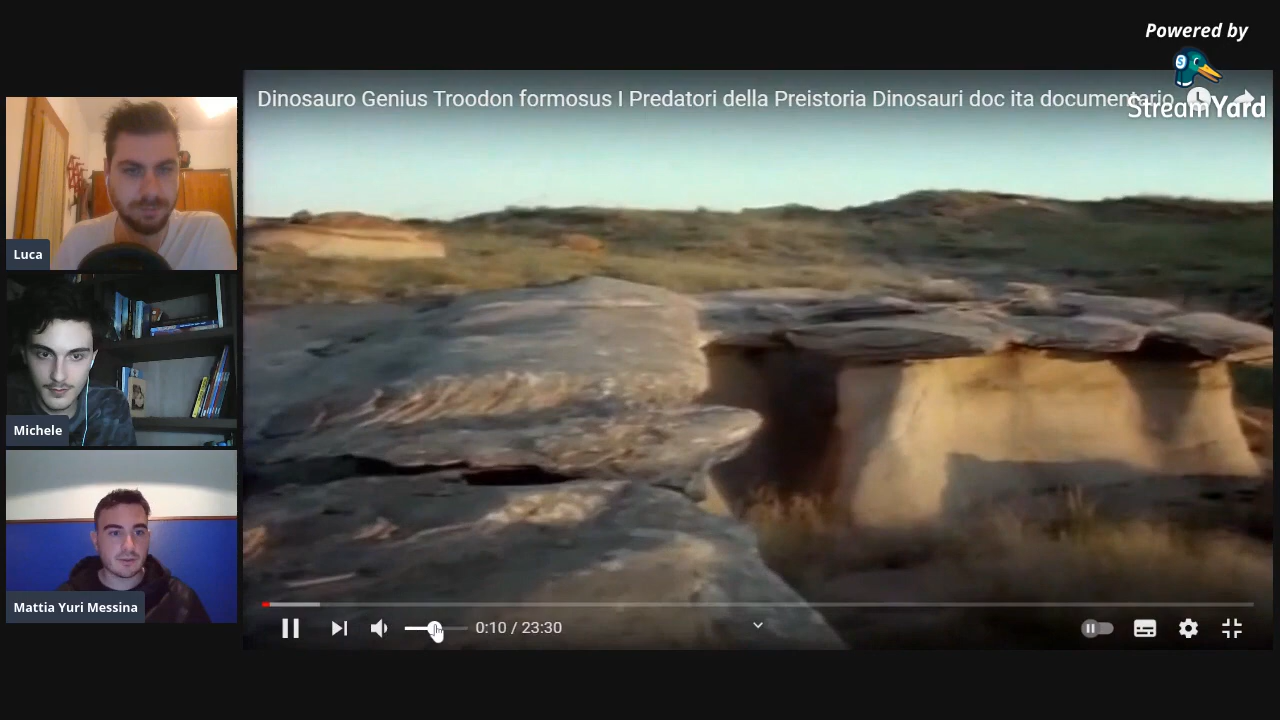 Powered by
StreamYard
Dinosauro Genius Troodon formosus I Predatori della Preistoria Dinosauri doc ita documentario
Luca
Michele
Mattia Yuri Messina
0:10 / 23:30